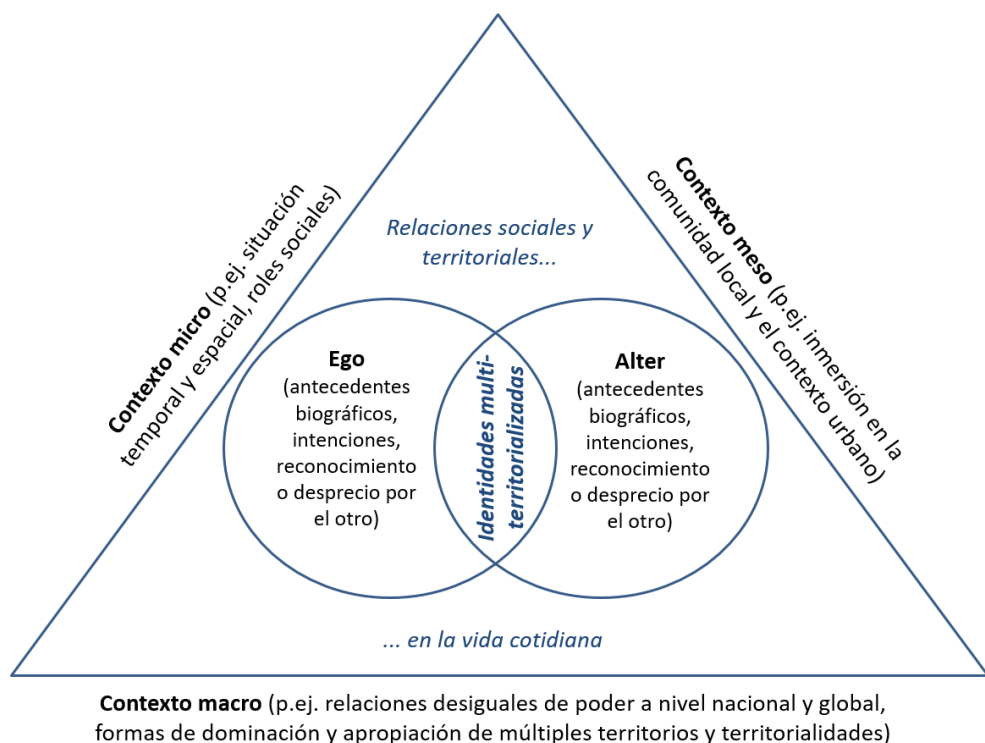 Contexto micro (p.ej. situación
temporal y espacial, roles sociales)
Contexto meso (p.ej. inmersión en la
comunidad local y el contexto urbano)
Relaciones sociales y
territoriales...
Ego
(antecedentes
biográficos,
intenciones,
reconocimiento
o desprecio por
el otro)
Identidades multi-
territorializadas
Alter
(antecedentes
biográficos,
intenciones,
reconocimiento
o desprecio por
el otro)
... en la vida cotidiana
Contexto macro (p.ej. relaciones desiguales de poder a nivel nacional y global,
formas de dominación y apropiación de múltiples territorios y territorialidades)